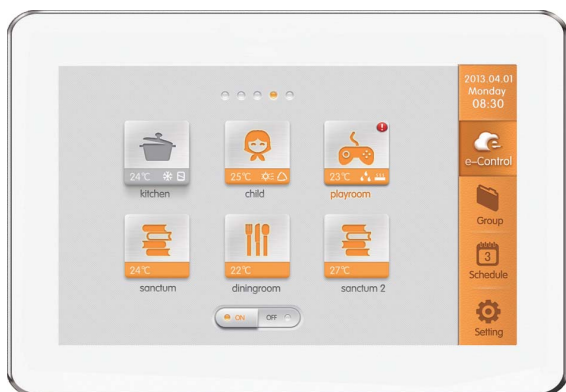 2013.04.01
Monday
08:30
e-Control
Group
3
Schedule
Setting
24℃
kitchen
25℃
child
!
23℃
playroom
24℃
sanctum
22℃
diningroom
27℃
sanctum 2
ON OFF